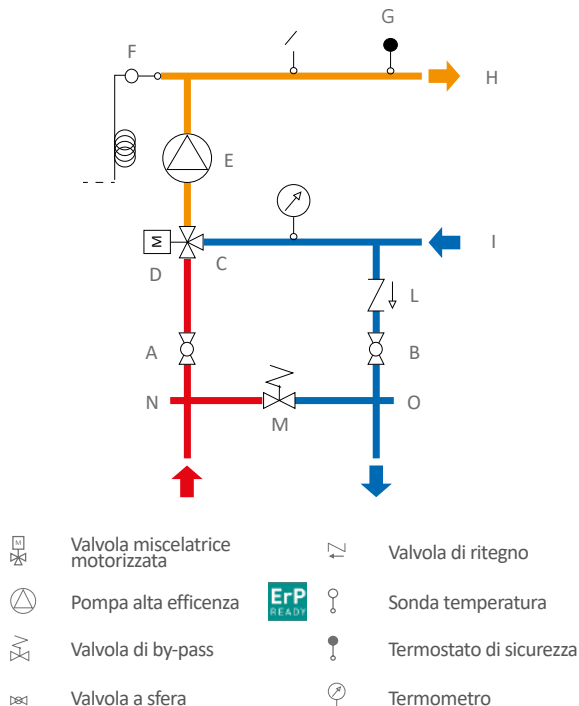 G
F
H
E
M
I
D
C
L
A
B
N
O
M
M
Valvola miscelatrice
motorizzata
Valvola di ritegno
Pompa alta efficenza
ErP
READY
Sonda temperatura
Valvola di by-pass
Termostato di sicurezza
Valvola a sfera
Termometro